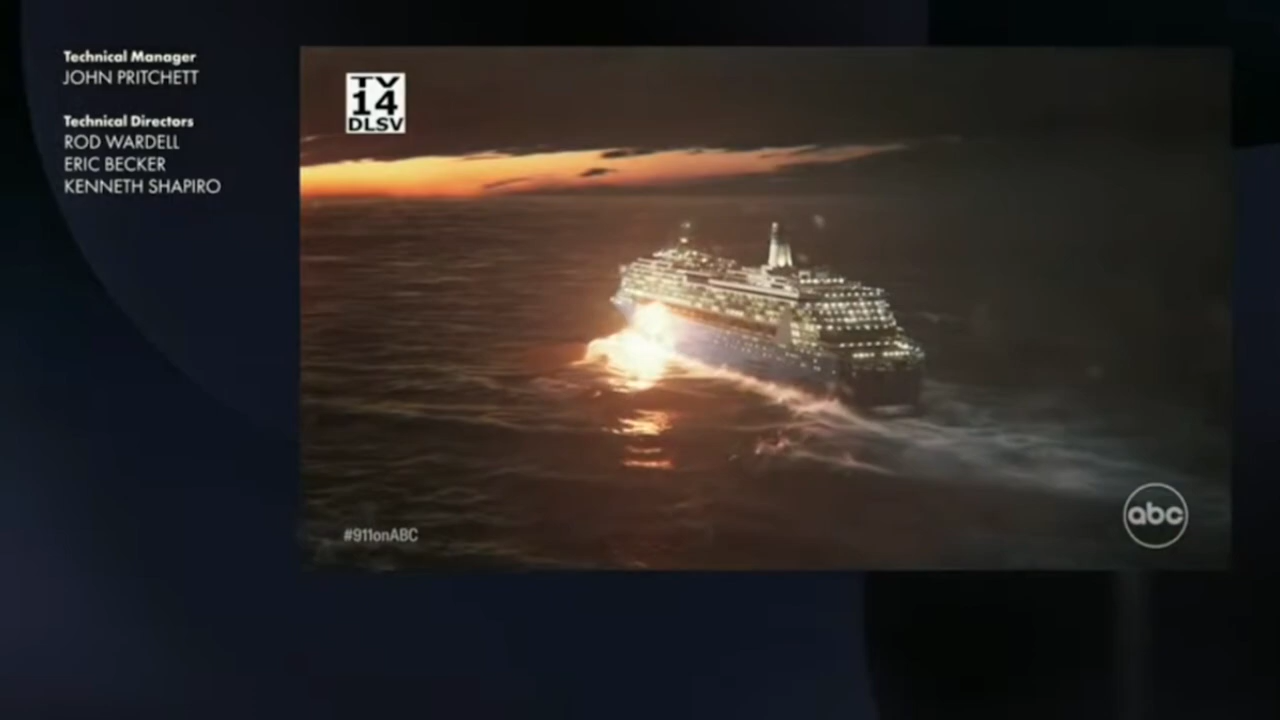 Technical Manager
JOHN PRITCHETT
Technical Directors
ROD WARDELL
ERIC BECKER
KENNETH SHAPIRO
TV
14
DLSV
#911onABC
abc